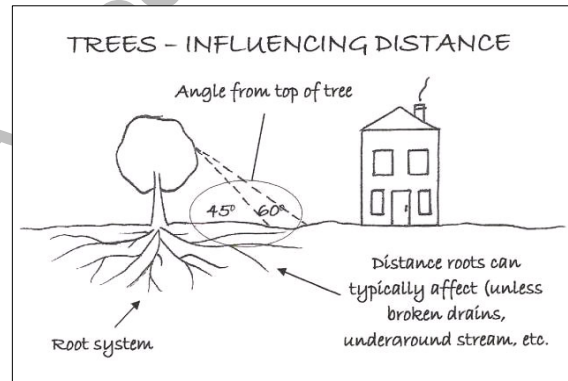 TREES – INFLUENCING DISTANCE
Angle from top of tree
45° 60°
Distance roots can
typically affect (unless
broken drains,
underaround stream, etc.
Root system